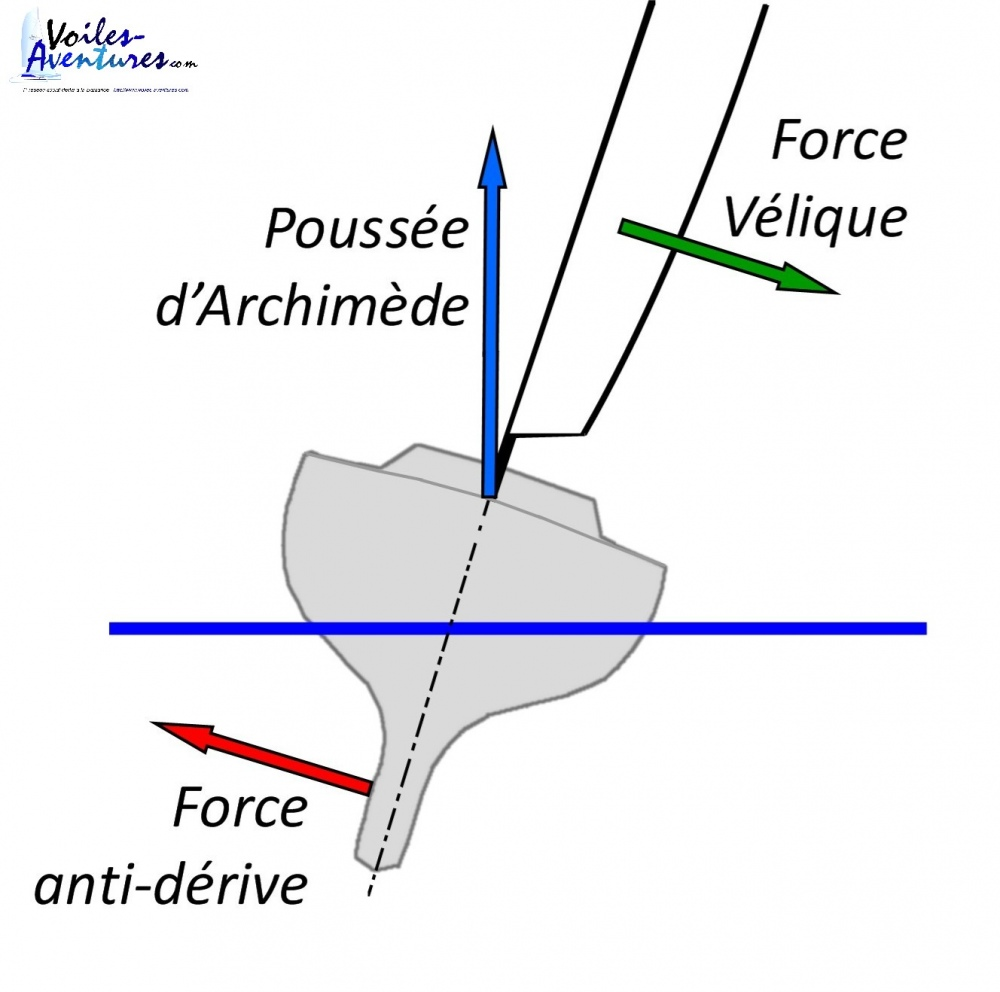 Voiles-
Aventures.com
Force
Vélique
Poussée
d’Archimède
Force
anti-dérive